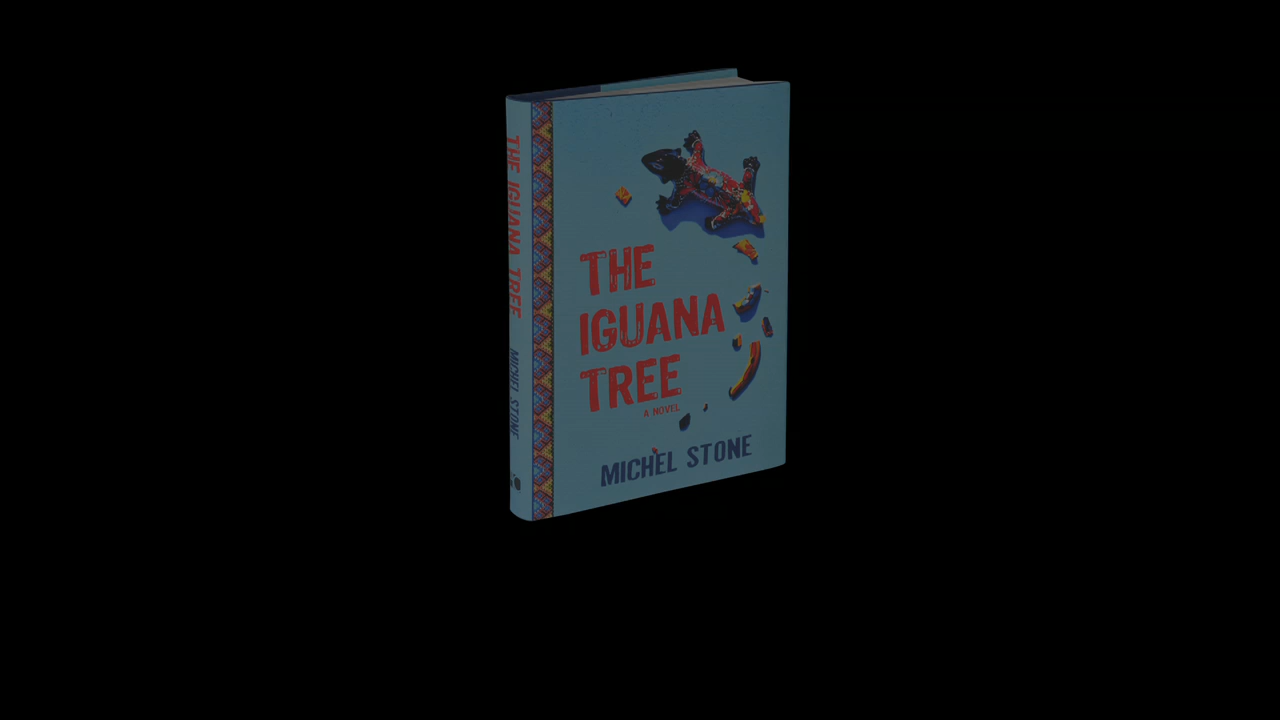 THE IGUANA TREE
MICHEL STONE
THE
IGUANA
TREE
A NOVEL
MICHEL STONE